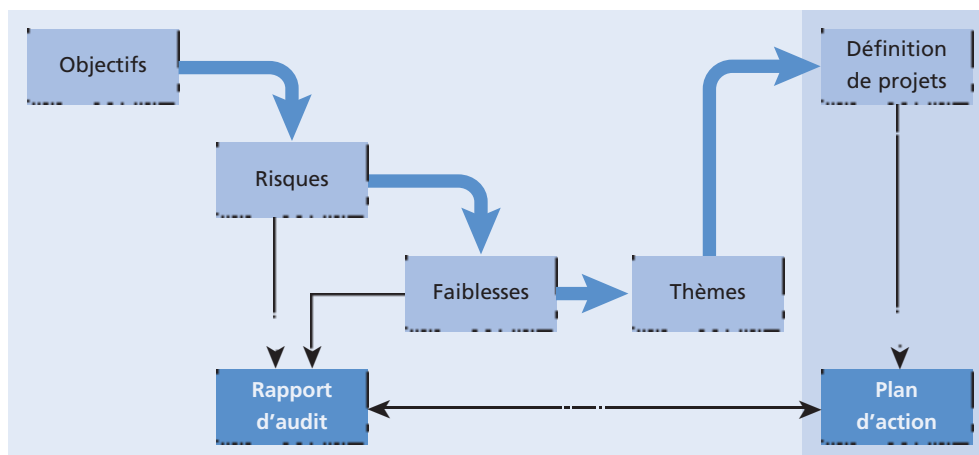 Objectifs
Définition
de projets
Risques
Faiblesses
Thèmes
Rapport
d'audit
Plan
d'action